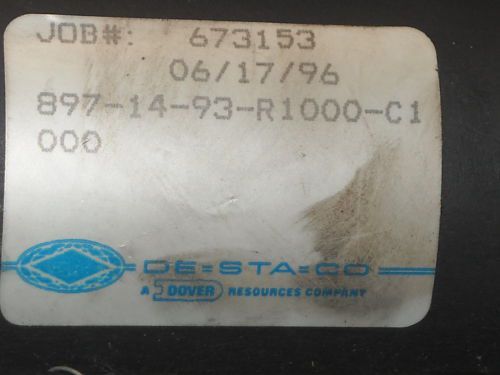 JOB#: 673153
06/17/96
897-14-93-R1000-C1
000
DE-STA-CO
A DOVER RESOURCES COMPANY